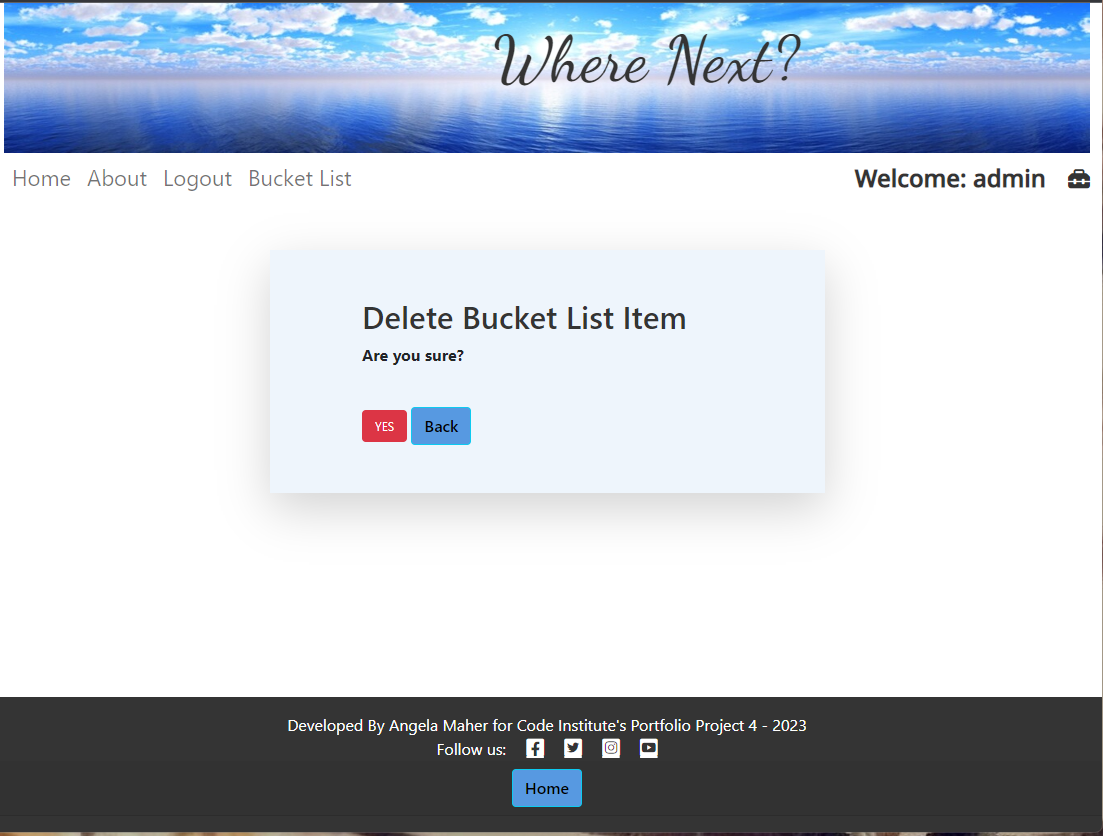 Where Next?
Home About Logout Bucket List Welcome: admin
Delete Bucket List Item
Are you sure?
YES Back
Developed By Angela Maher for Code Institute's Portfolio Project 4 - 2023
Follow us:
Home